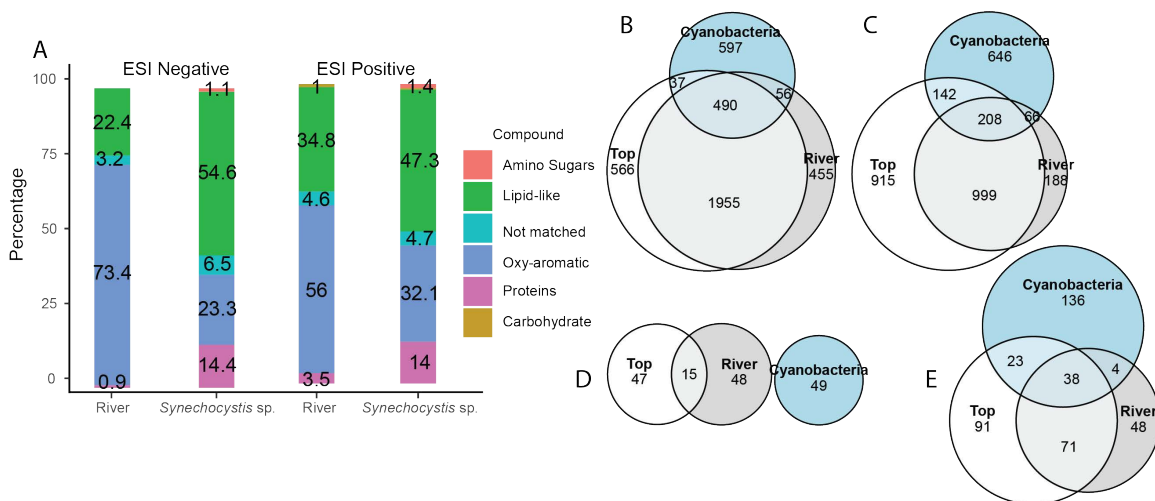 A
ESI Negative
ESI Positive
Percentage
100
75
50
25
0
22.4
3.2
73.4
0.9
1.1
54.6
6.5
23.3
14.4
1
34.8
4.6
56
3.5
1.4
47.3
4.7
32.1
14
River
Synechocystis sp.
River
Synechocystis sp.
Compound
Amino Sugars
Lipid-like
Not matched
Oxy-aromatic
Proteins
Carbohydrate
B
Cyanobacteria
597
37
56
490
Top
566
River
455
1955
C
Cyanobacteria
646
142
66
208
Top
915
River
188
999
D
Top
47
15
River
48
Cyanobacteria
49
E
Cyanobacteria
136
23
38
4
Top
91
River
48
71